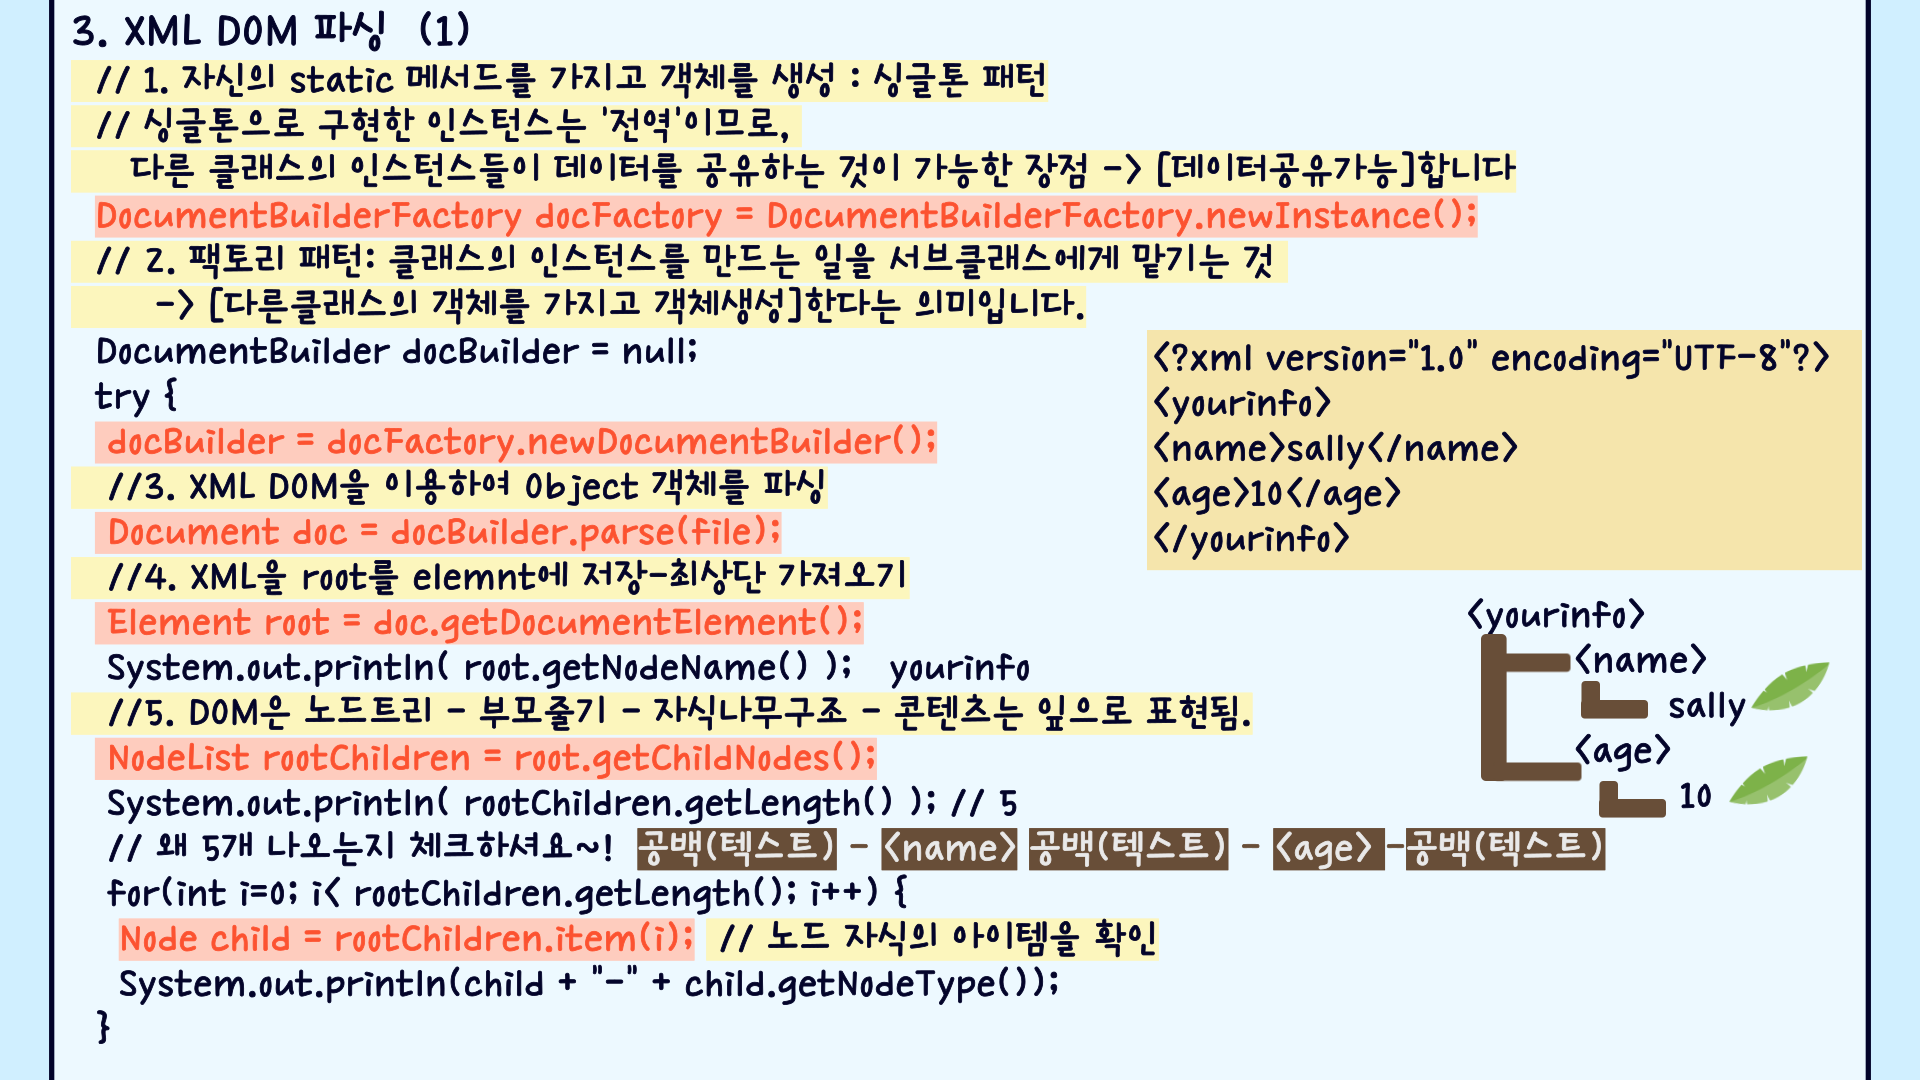 3. XML DOM 파싱 (1)
// 1. 자신의 static 메서드를 가지고 객체를 생성 : 싱글톤 패턴
// 싱글톤으로 구현한 인스턴스는 '전역'이므로,
다른 클래스의 인스턴스들이 데이터를 공유하는 것이 가능한 장점 -> [데이터공유가능]합니다
DocumentBuilderFactory docFactory = DocumentBuilderFactory.newInstance();
// 2. 팩토리 패턴: 클래스의 인스턴스를 만드는 일을 서브클래스에게 맡기는 것
-> [다른클래스의 객체를 가지고 객체생성]한다는 의미입니다.
DocumentBuilder docBuilder = null;
try {
docBuilder = docFactory.newDocumentBuilder();
//3. XML DOM을 이용하여 Object 객체를 파싱
Document doc = docBuilder.parse(file);
//4. XML을 root를 elemnt에 저장-최상단 가져오기
Element root = doc.getDocumentElement();
System.out.println( root.getNodeName() ); yourinfo
//5. DOM은 노드트리 - 부모줄기 - 자식나무구조 - 콘텐츠는 잎으로 표현됨.
NodeList rootChildren = root.getChildNodes();
System.out.println( rootChildren.getLength() ); // 5
// 왜 5개 나오는지 체크하셔요~! 공백(텍스트) - <name> 공백(텍스트) - <age> -공백(텍스트)
for(int i=0; i< rootChildren.getLength(); i++) {
Node child = rootChildren.item(i); // 노드 자식의 아이템을 확인
System.out.println(child + "-" + child.getNodeType());
}
<?xml version="1.0" encoding="UTF-8"?>
<yourinfo>
<name>sally</name>
<age>10</age>
</yourinfo>
<yourinfo>
<name>
sally
<age>
10